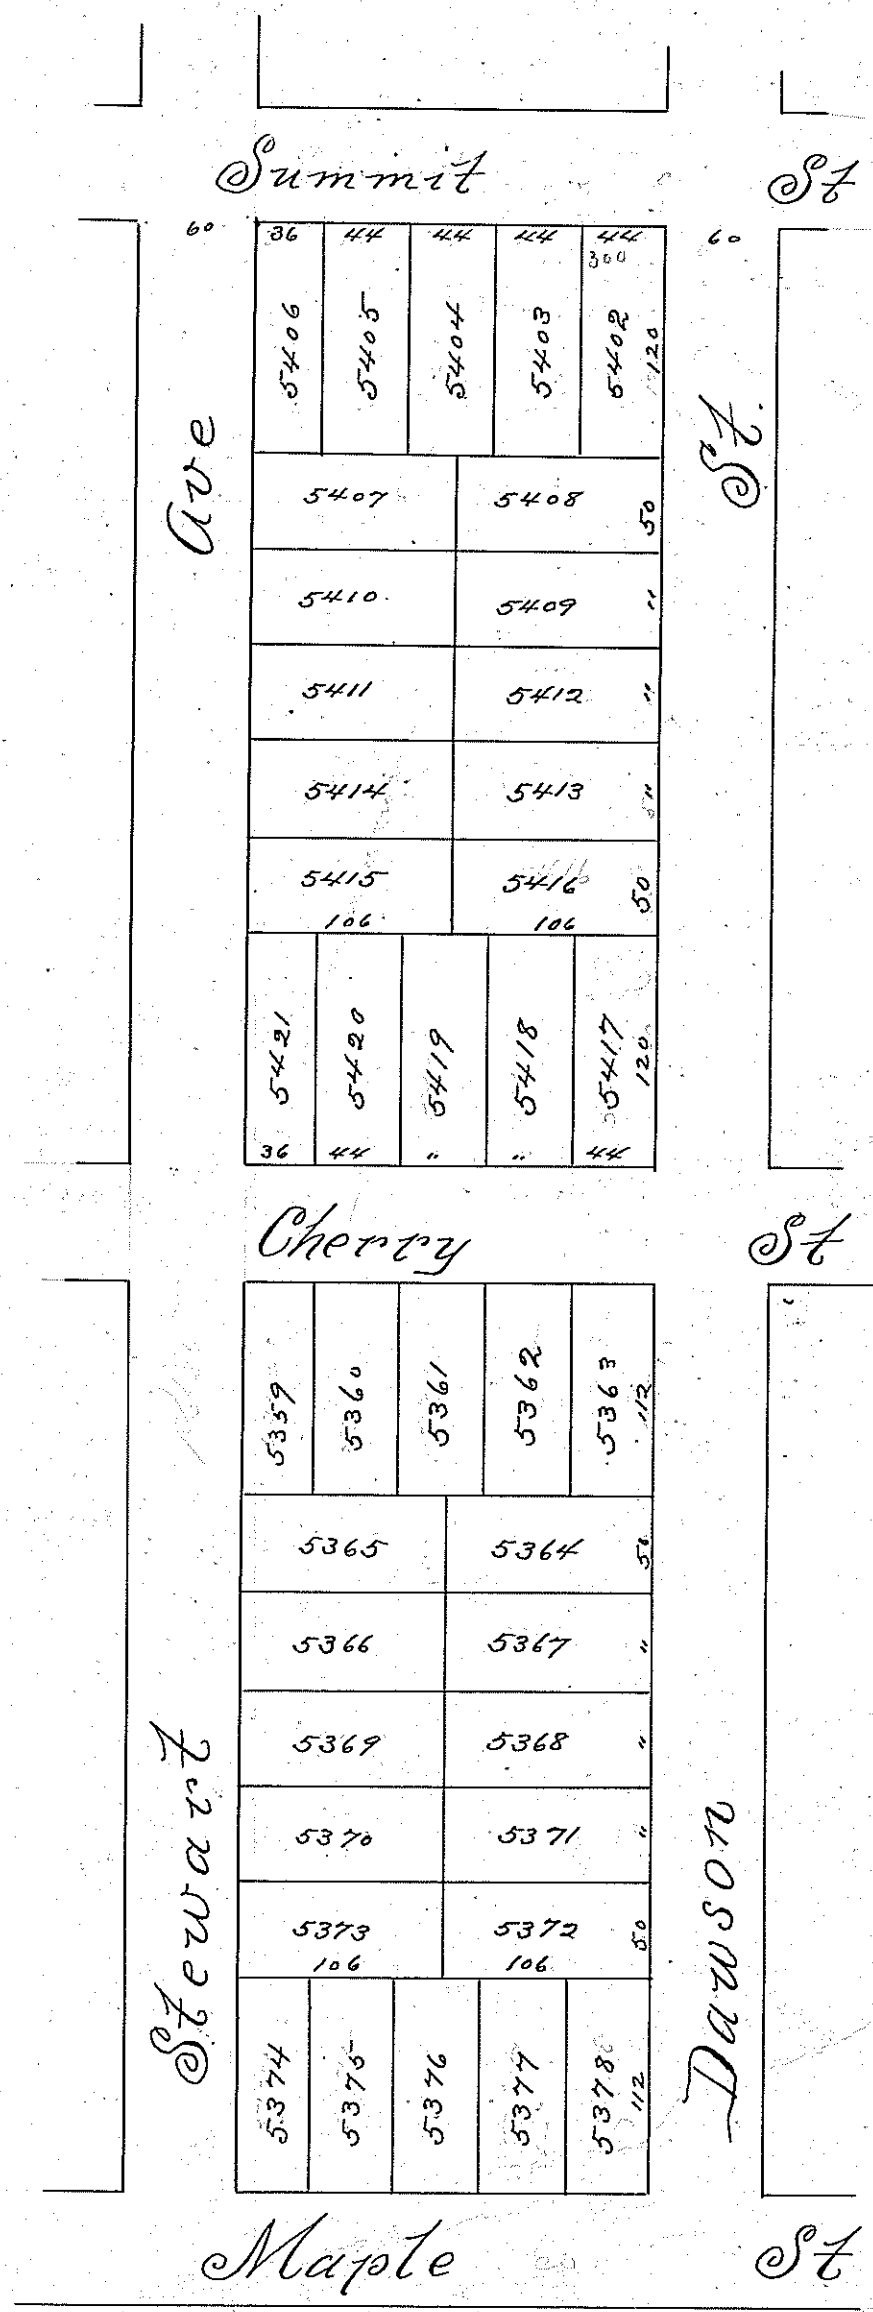 Summit St
60 36 44 44 44 44 60
300
5406 5405 5404 5403 5402 120
Ave
St.
5407 5408 50
5410 5409 "
5411 5412 "
5414 5413 "
5415 5416 50
106 106
5421 5420 5419 5418 5417 120
36 44 " " 44
Cherry St
5359 5360 5361 5362 5363 112
5365 5364 50
5366 5367 "
5369 5368 "
5370 5371 "
5373 5372 50
106 106
Stewart
Dawson
5374 5375 5376 5377 5378 112
Maple St